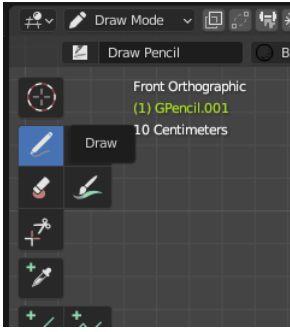 Draw Mode
Draw Pencil
B
Front Orthographic
(1) GPencil.001
10 Centimeters
Draw